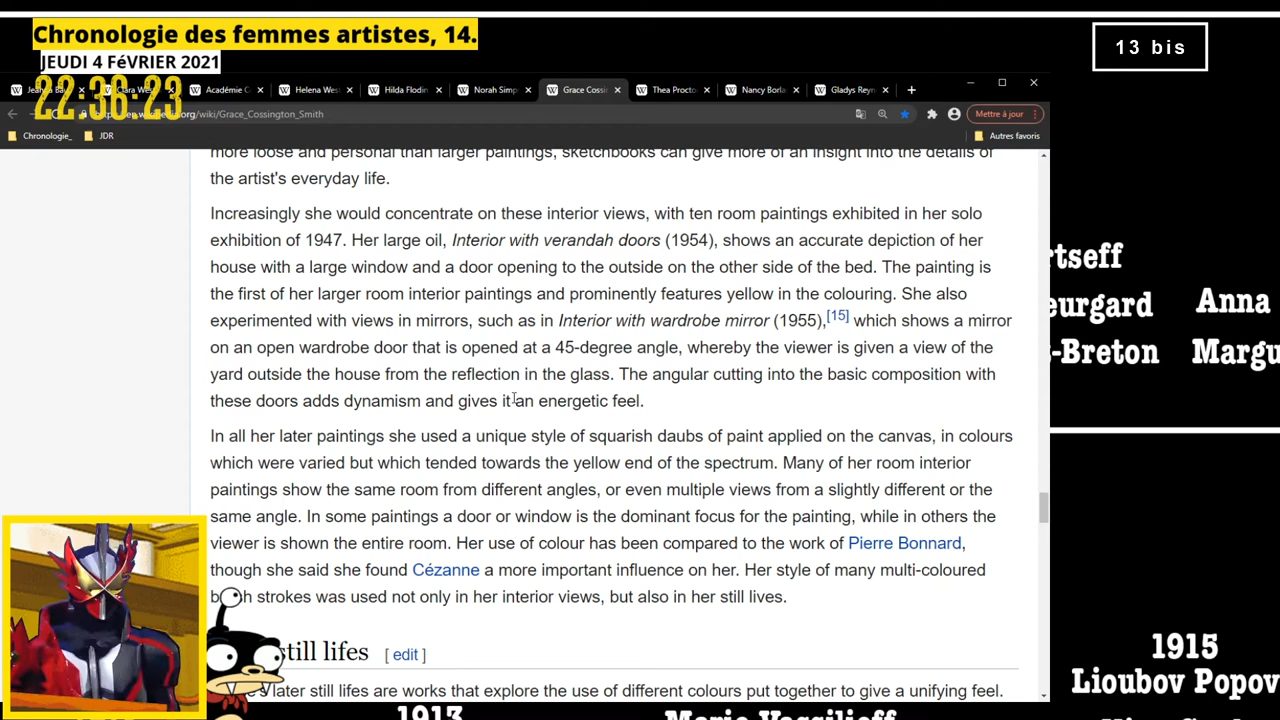 Chronologie des femmes artistes, 14.
JEUDI 4 FéVRIER 2021
22:36:23
13 bis
Académie C
Helena Wes
Hilda Flodin
Norah Simp
Grace Cossi
Thea Procto
Nancy Borla
Gladys Reyn
/wiki/Grace_Cossington_Smith
Mettre à jour
Chronologie_
JDR
Autres favoris
more loose and personal than larger paintings, sketchbooks can give more of an insight into the details of
the artist's everyday life.
Increasingly she would concentrate on these interior views, with ten room paintings exhibited in her solo
exhibition of 1947. Her large oil, Interior with verandah doors (1954), shows an accurate depiction of her
house with a large window and a door opening to the outside on the other side of the bed. The painting is
the first of her larger room interior paintings and prominently features yellow in the colouring. She also
experimented with views in mirrors, such as in Interior with wardrobe mirror (1955),[15] which shows a mirror
on an open wardrobe door that is opened at a 45-degree angle, whereby the viewer is given a view of the
yard outside the house from the reflection in the glass. The angular cutting into the basic composition with
these doors adds dynamism and gives it an energetic feel.
In all her later paintings she used a unique style of squarish daubs of paint applied on the canvas, in colours
which were varied but which tended towards the yellow end of the spectrum. Many of her room interior
paintings show the same room from different angles, or even multiple views from a slightly different or the
same angle. In some paintings a door or window is the dominant focus for the painting, while in others the
viewer is shown the entire room. Her use of colour has been compared to the work of Pierre Bonnard,
though she said she found Cézanne a more important influence on her. Her style of many multi-coloured
strokes was used not only in her interior views, but also in her still lives.
still lifes [ edit ]
later still lifes are works that explore the use of different colours put together to give a unifying feel.
rtseff
eurgard
Anna
-Breton
Margu
1915
Lioubov Popov
1913
Marie Vassilieff